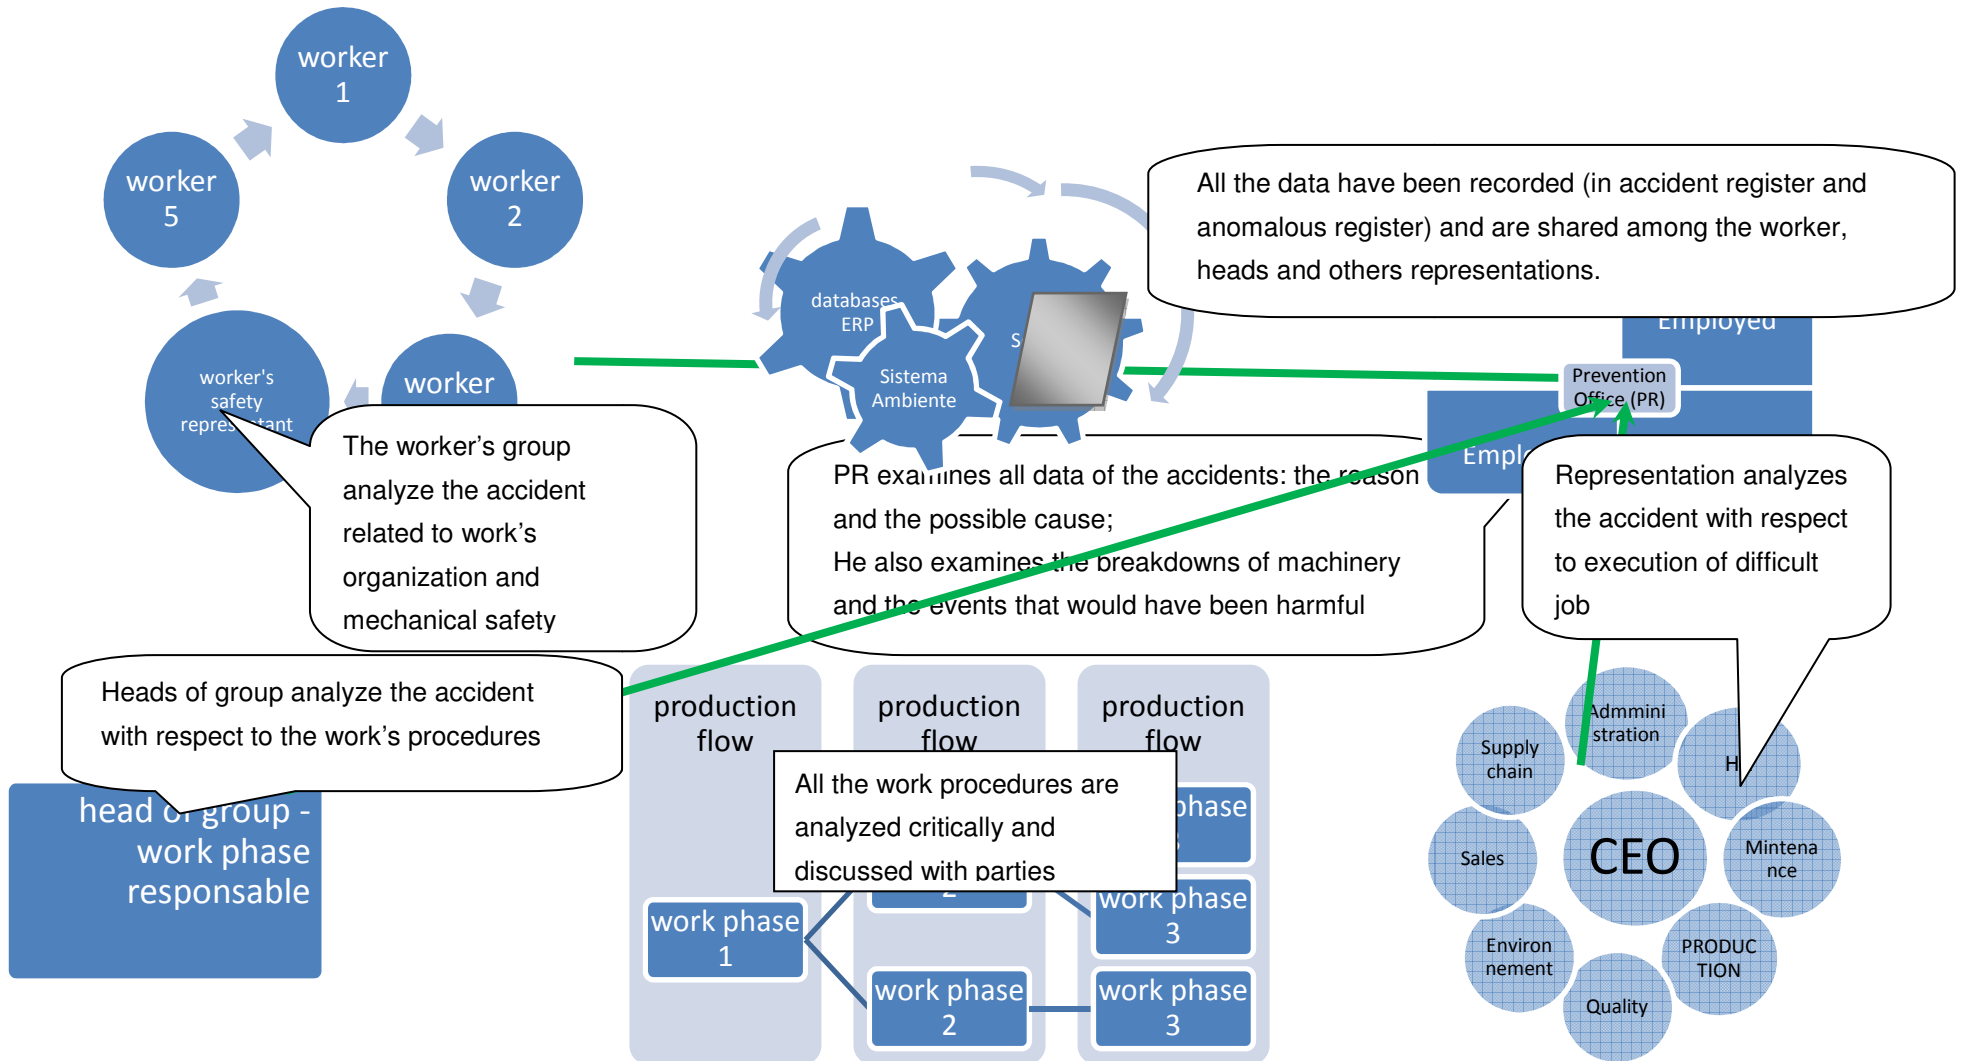 worker
1
worker
5
worker
2
worker
worker's
safety
databases
ERP
Sistema
Ambiente
All the data have been recorded (in accident register and
anomalous register) and are shared among the worker,
heads and others representations.
Employed
Prevention
Office (PR)
The worker’s group
analyze the accident
related to work’s
organization and
mechanical safety
PR examines all data of the accidents: the reason
and the possible cause;
He also examines the breakdowns of machinery
and the events that would have been harmful
Representation analyzes
the accident with respect
to execution of difficult
job
Heads of group analyze the accident
with respect to the work’s procedures
head of group -
work phase
responsable
production
flow
production
flow
production
flow
All the work procedures are
analyzed critically and
discussed with parties
work phase
1
phase
2
work phase
3
work phase
2
work phase
3
Admmini
stration
Supply
chain
Sales
CEO
Mintena
nce
Environ
nement
PRODUC
TION
Quality